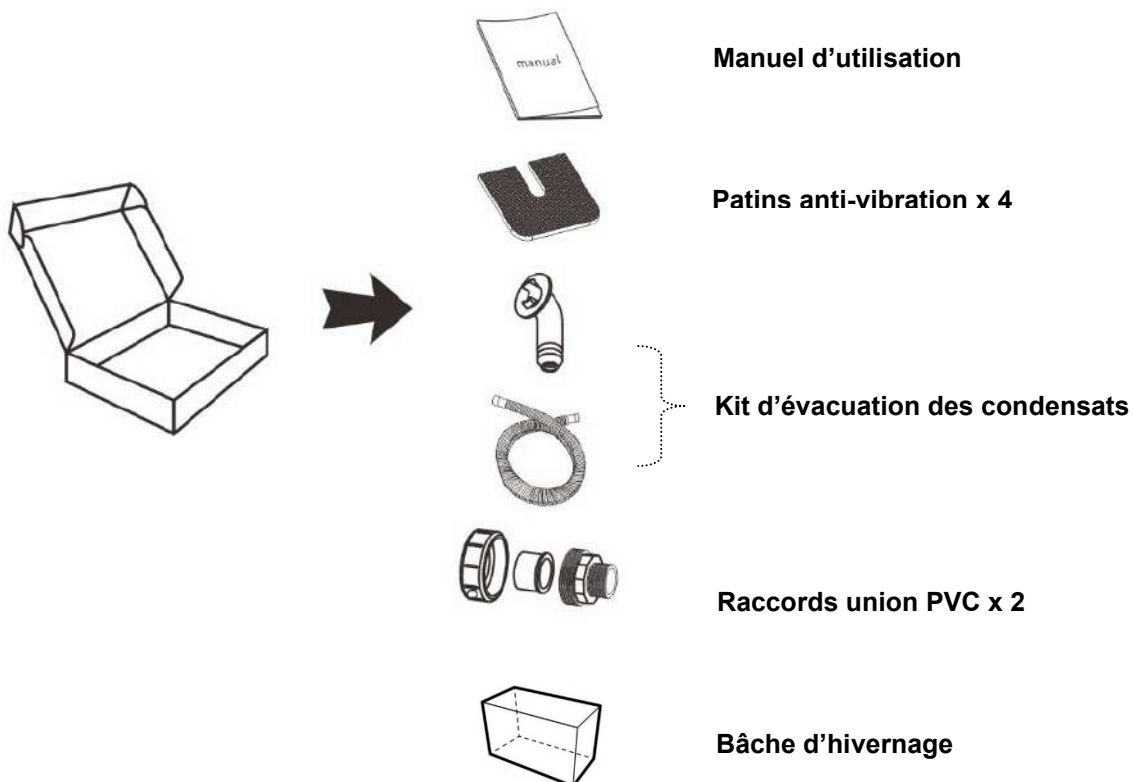 manual
Manuel d’utilisation
Patins anti-vibration x 4
Kit d’évacuation des condensats
Raccords union PVC x 2
Bâche d’hivernage